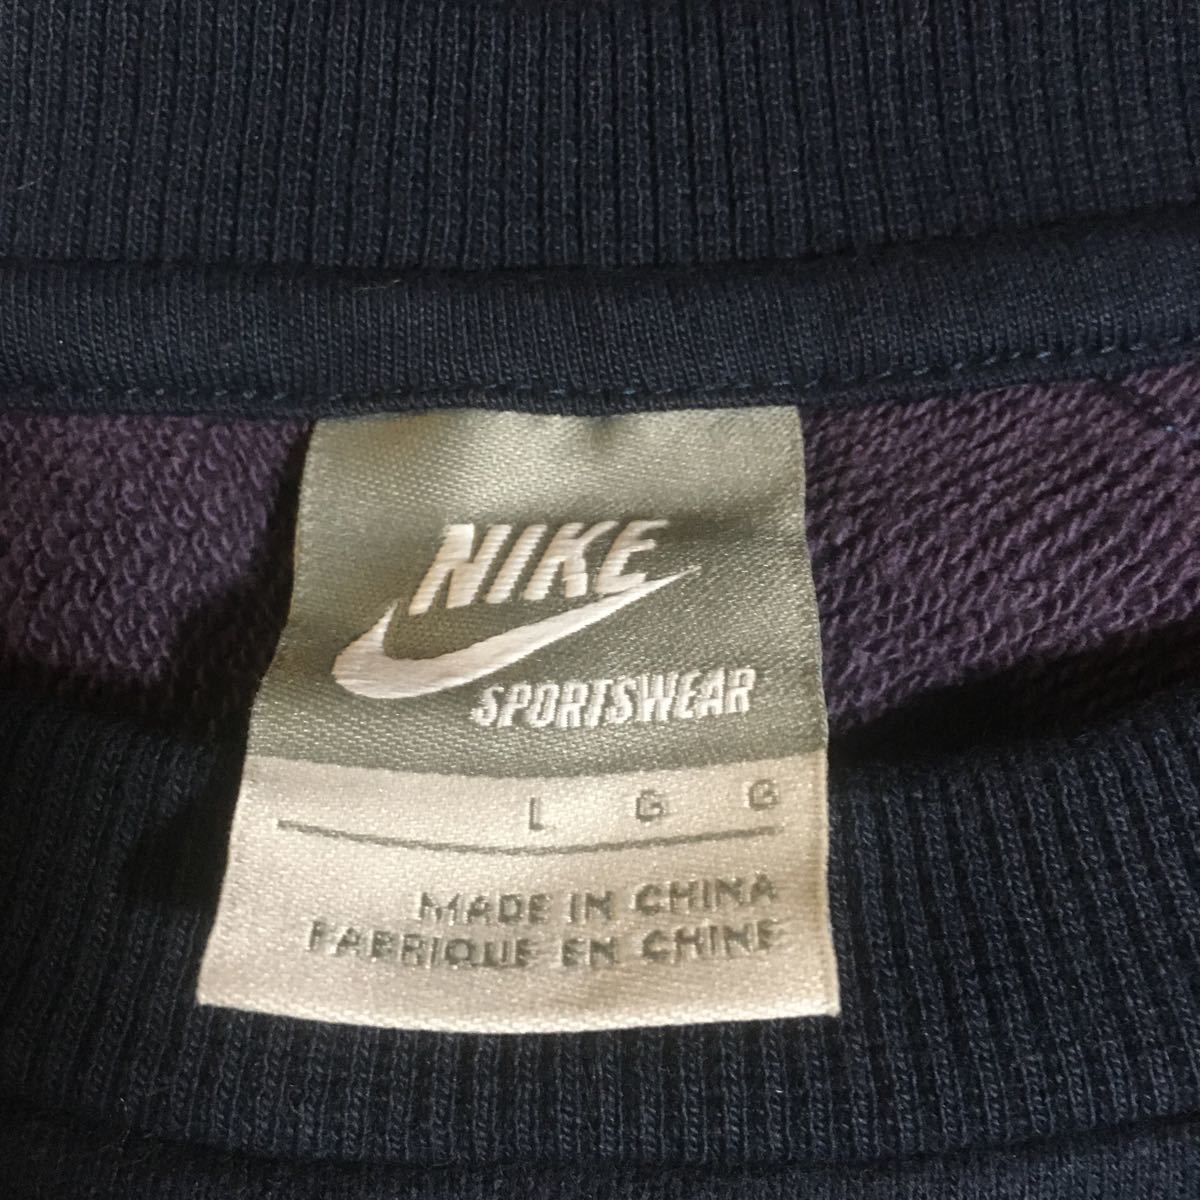 NIKE
SPORTSWEAR
L G G
MADE IN CHINA
FABRIQUE EN CHINE